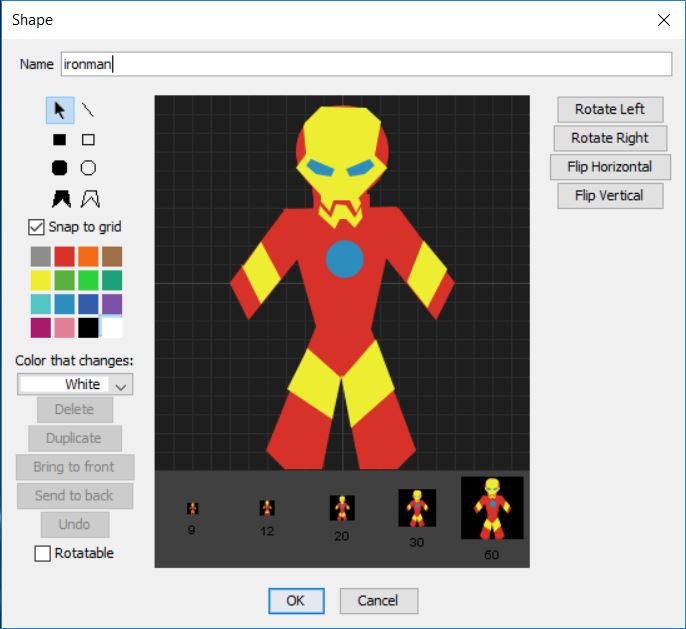 Shape
Name ironman
Rotate Left
Rotate Right
Flip Horizontal
Flip Vertical
Snap to grid
Color that changes:
White
Delete
Duplicate
Bring to front
Send to back
Undo
Rotatable
9 12 20 30 60
OK Cancel